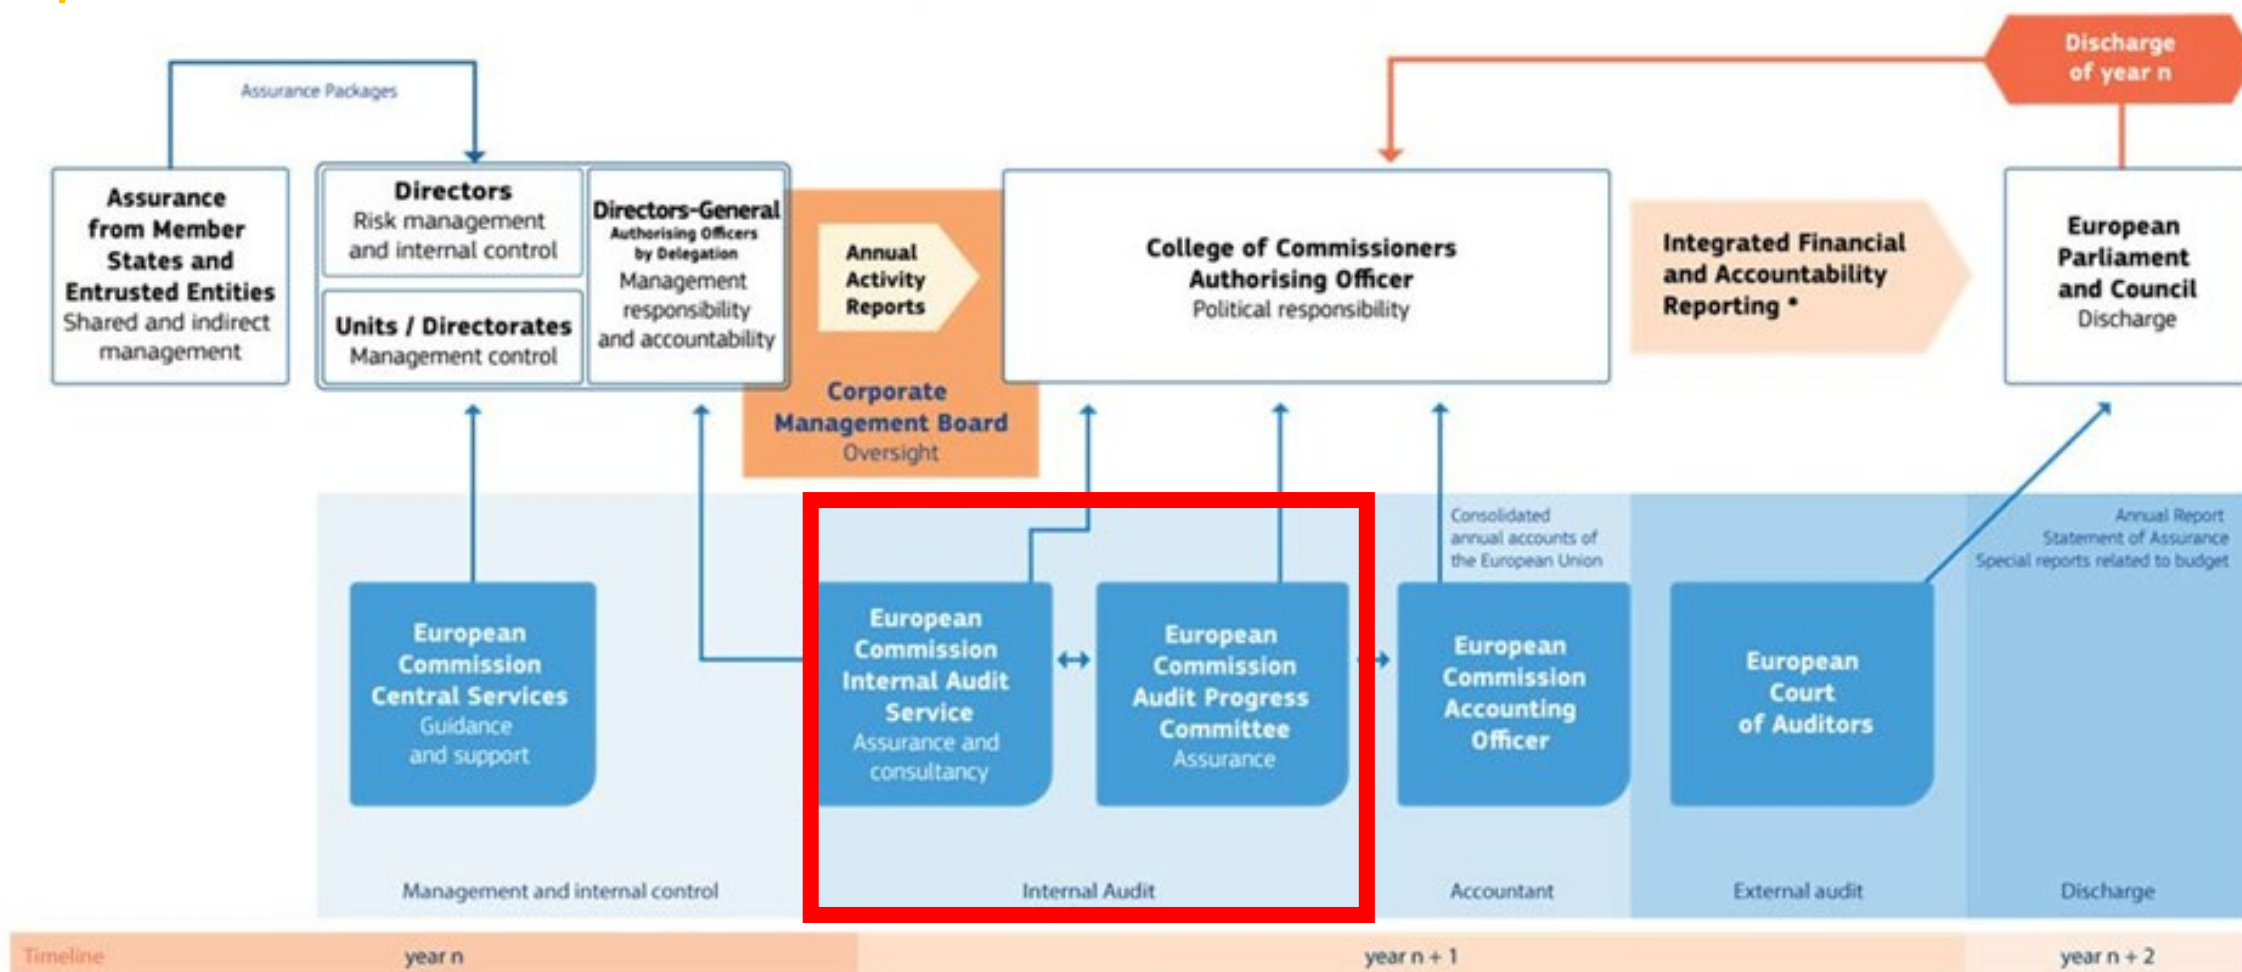 Discharge
of year n
Assurance Packages
Assurance
from Member
States and
Entrusted Entities
Shared and indirect
management
Directors
Risk management
and internal control
Units / Directorates
Management control
Directors-General
Authorising Officers
by Delegation
Management
responsibility
and accountability
Annual
Activity
Reports
Corporate
Management Board
Oversight
College of Commissioners
Authorising Officer
Political responsibility
Integrated Financial
and Accountability
Reporting *
European
Parliament
and Council
Discharge
Consolidated
annual accounts of
the European Union
Annual Report
Statement of Assurance
Special reports related to budget
European
Commission
Central Services
Guidance
and support
European
Commission
Internal Audit
Service
Assurance and
consultancy
European
Commission
Audit Progress
Committee
Assurance
European
Commission
Accounting
Officer
European
Court
of Auditors
Management and internal control
Internal Audit
Accountant
External audit
Discharge
Timeline
year n
year n + 1
year n + 2